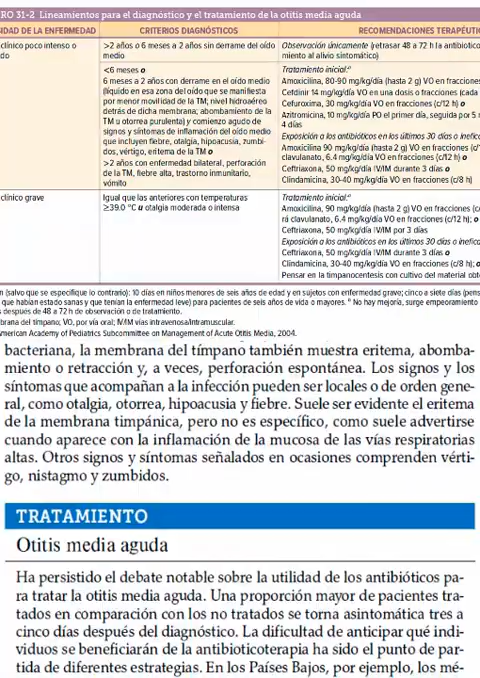 RO 31-2 Lineamientos para el diagnóstico y el tratamiento de la otitis media aguda
IDAD DE LA ENFERMEDAD CRITERIOS DIAGNÓSTICOS RECOMENDACIONES TERAPÉUTIC
clínico poco intenso o
do
>2 años o 6 meses a 2 años sin derrame del oído
medio
Observación únicamente (retrasar 48 a 72 h la antibiotico
miento al alivio sintomático)
<6 meses o
6 meses a 2 años con derrame en el oído medio
(líquido en esa zona del oído que se manifiesta
por menor movilidad de la TM; nivel hidroaéreo
detrás de dicha membrana; abombamiento de la
TM u otorrea purulenta) y comienzo agudo de
signos y síntomas de inflamación del oído medio
que incluyen fiebre, otalgia, hipoacusia, zumbi-
dos, vértigo, eritema de la TM o
>2 años con enfermedad bilateral, perforación
de la TM, fiebre alta, trastorno inmunitario,
vómito
Tratamiento inicial:
Amoxicilina, 80-90 mg/kg/día (hasta 2 g) VO en fracciones
Cefdinir 14 mg/kg/día VO en una dosis o fracciones (cada
Cefuroxima, 30 mg/kg/día VO en fracciones (c/12 h) o
Azitromicina, 10 mg/kg/día PO el primer día, seguida por 5 m
4 días
Exposición a los antibióticos en los últimos 30 días o inefic
Amoxicilina 90 mg/kg/día (hasta 2 g) VO en fracciones (c/
clavulanato, 6.4 mg/kg/día VO en fracciones (c/12 h) o
Ceftriaxona, 50 mg/kg/día IV/IM durante 3 días o
Clindamicina, 30-40 mg/kg/día VO en fracciones (c/8 h)
clínico grave
Igual que las anteriores con temperaturas
≥39.0 °C u otalgia moderada o intensa
Tratamiento inicial:
Amoxicilina, 90 mg/kg/día (hasta 2 g) VO en fracciones (c/
rá clavulanato, 6.4 mg/kg/día VO en fracciones (c/12 h); o
Ceftriaxona, 50 mg/kg/día IV/IM por 3 días
Exposición a los antibióticos en los últimos 30 días o inefic
Ceftriaxona, 50 mg/kg/día IV/IM durante 3 días o
Clindamicina, 30-40 mg/kg/día VO en fracciones (c/8 h); o
Pensar en la timpanocentesis con cultivo del material obt
n (salvo que se especifique lo contrario): 10 días en niños menores de seis años de edad y en sujetos con enfermedad grave; cinco a siete días (pens
que habían estado sanas y que tenían la enfermedad leve) para pacientes de seis años de vida o mayores. No hay mejoría, surge empeoramiento
s después de 48 a 72 h de observación o de tratamiento.
brana del tímpano; VO, por vía oral; IV/IM vías intravenosa/intramuscular.
American Academy of Pediatrics Subcommittee on Management of Acute Otitis Media, 2004.
bacteriana, la membrana del tímpano también muestra eritema, abomba-
miento o retracción y, a veces, perforación espontánea. Los signos y los
síntomas que acompañan a la infección pueden ser locales o de orden gene-
ral, como otalgia, otorrea, hipoacusia y fiebre. Suele ser evidente el eritema
de la membrana timpánica, pero no es específico, como suele advertirse
cuando aparece con la inflamación de la mucosa de las vías respiratorias
altas. Otros signos y síntomas señalados en ocasiones comprenden vérti-
go, nistagmo y zumbidos.
TRATAMIENTO
Otitis media aguda
Ha persistido el debate notable sobre la utilidad de los antibióticos pa-
ra tratar la otitis media aguda. Una proporción mayor de pacientes tra-
tados en comparación con los no tratados se torna asintomática tres a
cinco días después del diagnóstico. La dificultad de anticipar qué indi-
viduos se beneficiarán de la antibioticoterapia ha sido el punto de par-
tida de diferentes estrategias. En los Países Bajos, por ejemplo, los mé-